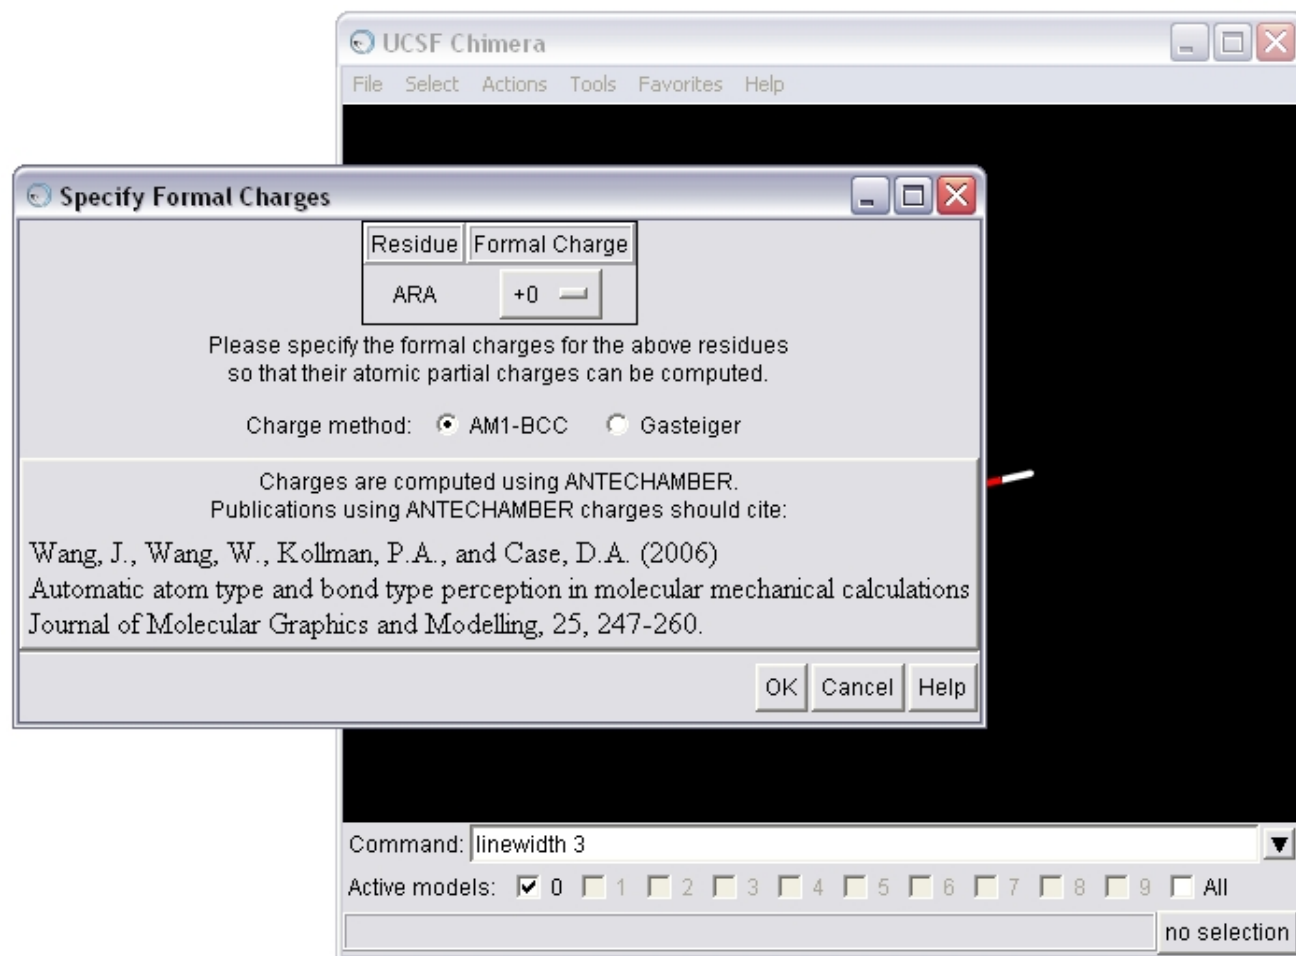 UCSF Chimera
File Select Actions Tools Favorites Help
Specify Formal Charges
Residue Formal Charge
ARA +0
Please specify the formal charges for the above residues
so that their atomic partial charges can be computed.
Charge method: AM1-BCC Gasteiger
Charges are computed using ANTECHAMBER.
Publications using ANTECHAMBER charges should cite:
Wang, J., Wang, W., Kollman, P.A., and Case, D.A. (2006)
Automatic atom type and bond type perception in molecular mechanical calculations
Journal of Molecular Graphics and Modelling, 25, 247-260.
OK Cancel Help
Command: linewidth 3
Active models: 0 1 2 3 4 5 6 7 8 9 All
no selection